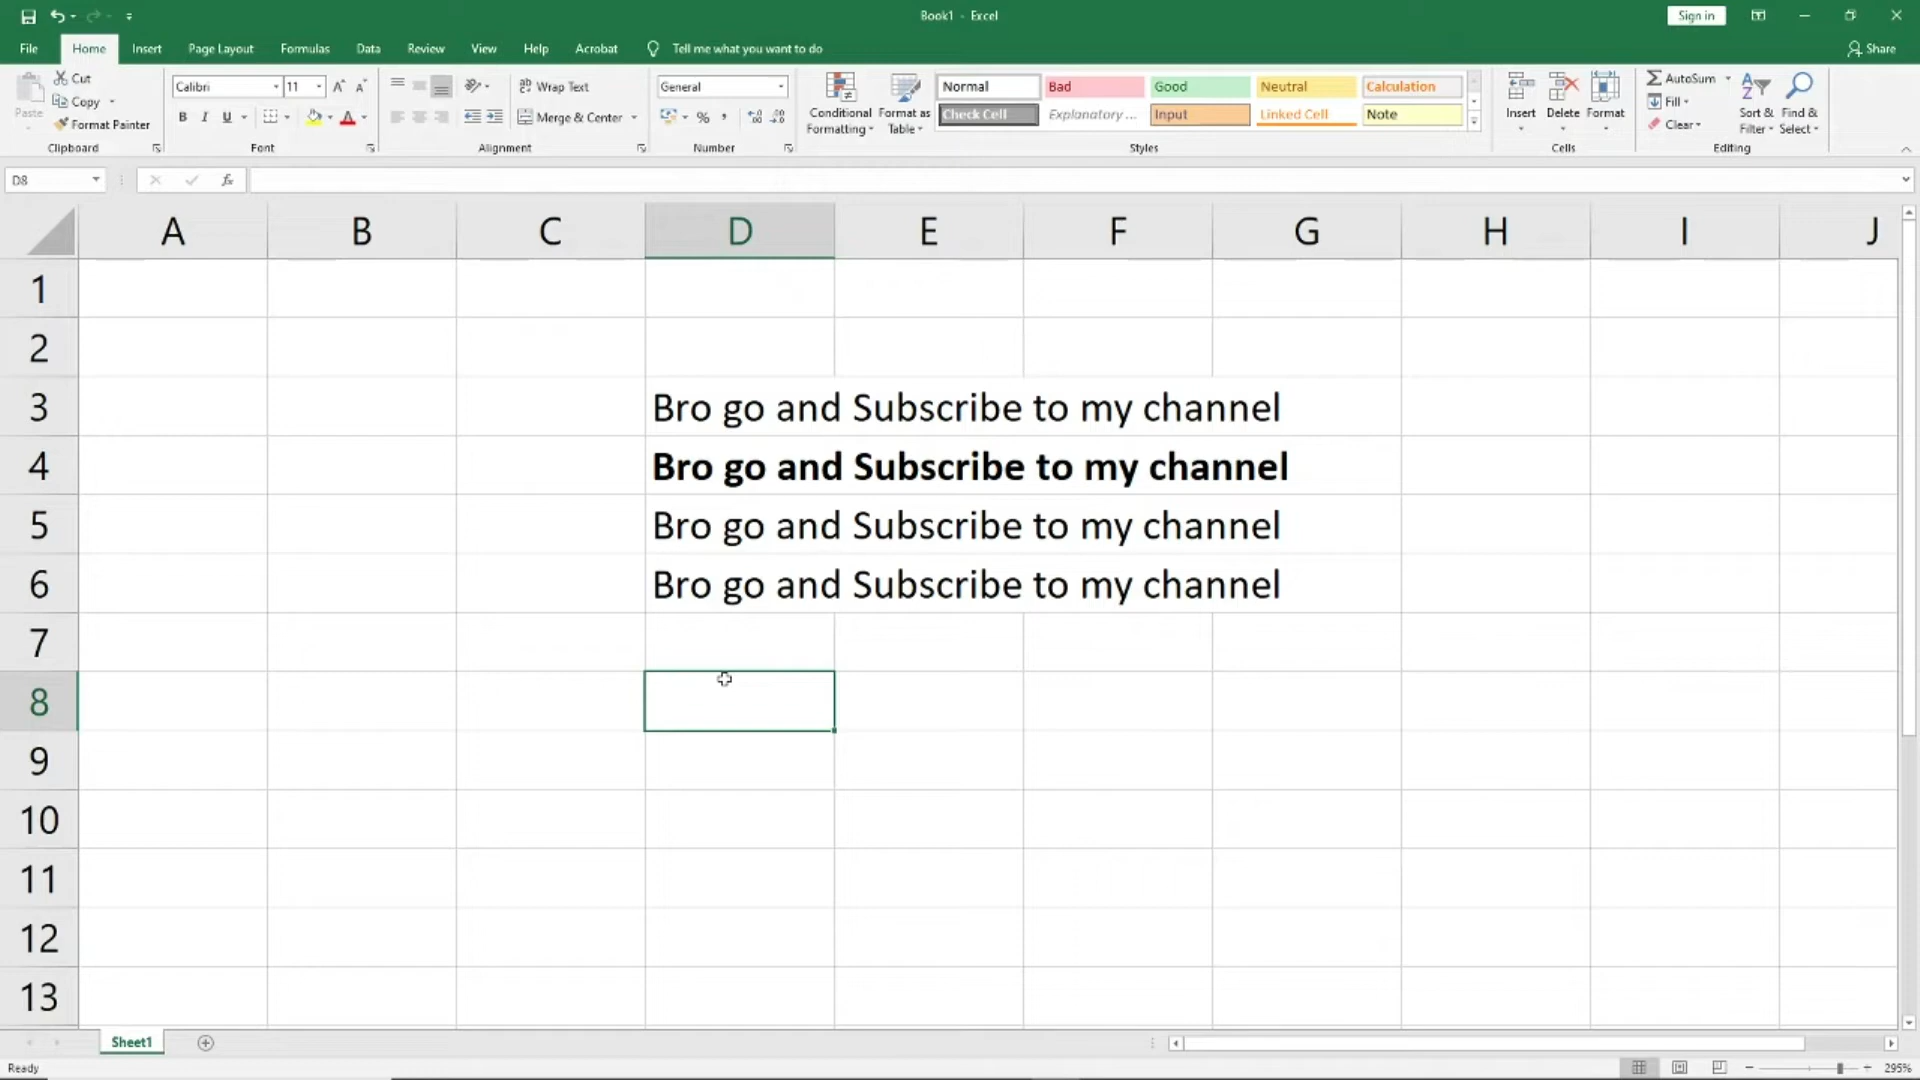 Book1 - Excel
Sign in
File Home Insert Page Layout Formulas Data Review View Help Acrobat Tell me what you want to do Share
Paste
Cut
Copy
Format Painter
Clipboard
Calibri 11
B I U
Font
Wrap Text
Merge & Center
Alignment
General
%
Number
Conditional Formatting
Format as Table
Normal Bad Good Neutral Calculation
Check Cell Explanatory ... Input Linked Cell Note
Styles
Insert Delete Format
Cells
AutoSum
Fill
Clear
Sort & Filter
Find & Select
Editing
D8 fx
A B C D E F G H I J
1
2
3 Bro go and Subscribe to my channel
4 Bro go and Subscribe to my channel
5 Bro go and Subscribe to my channel
6 Bro go and Subscribe to my channel
7
8
9
10
11
12
13
Sheet1
Ready 295%